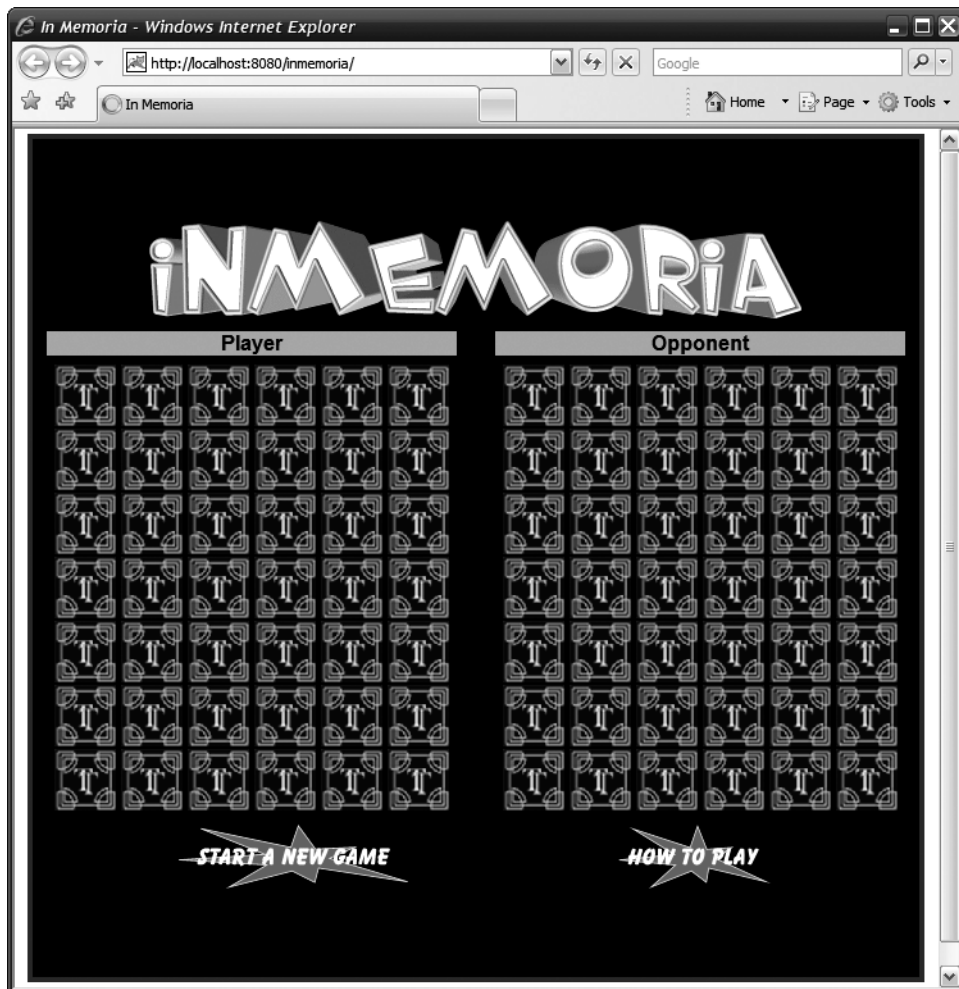 In Memoria - Windows Internet Explorer
http://localhost:8080/inmemoria/
Google
In Memoria
Home
Page
Tools
iNMEMORiA
Player
Opponent
START A NEW GAME
HOW TO PLAY